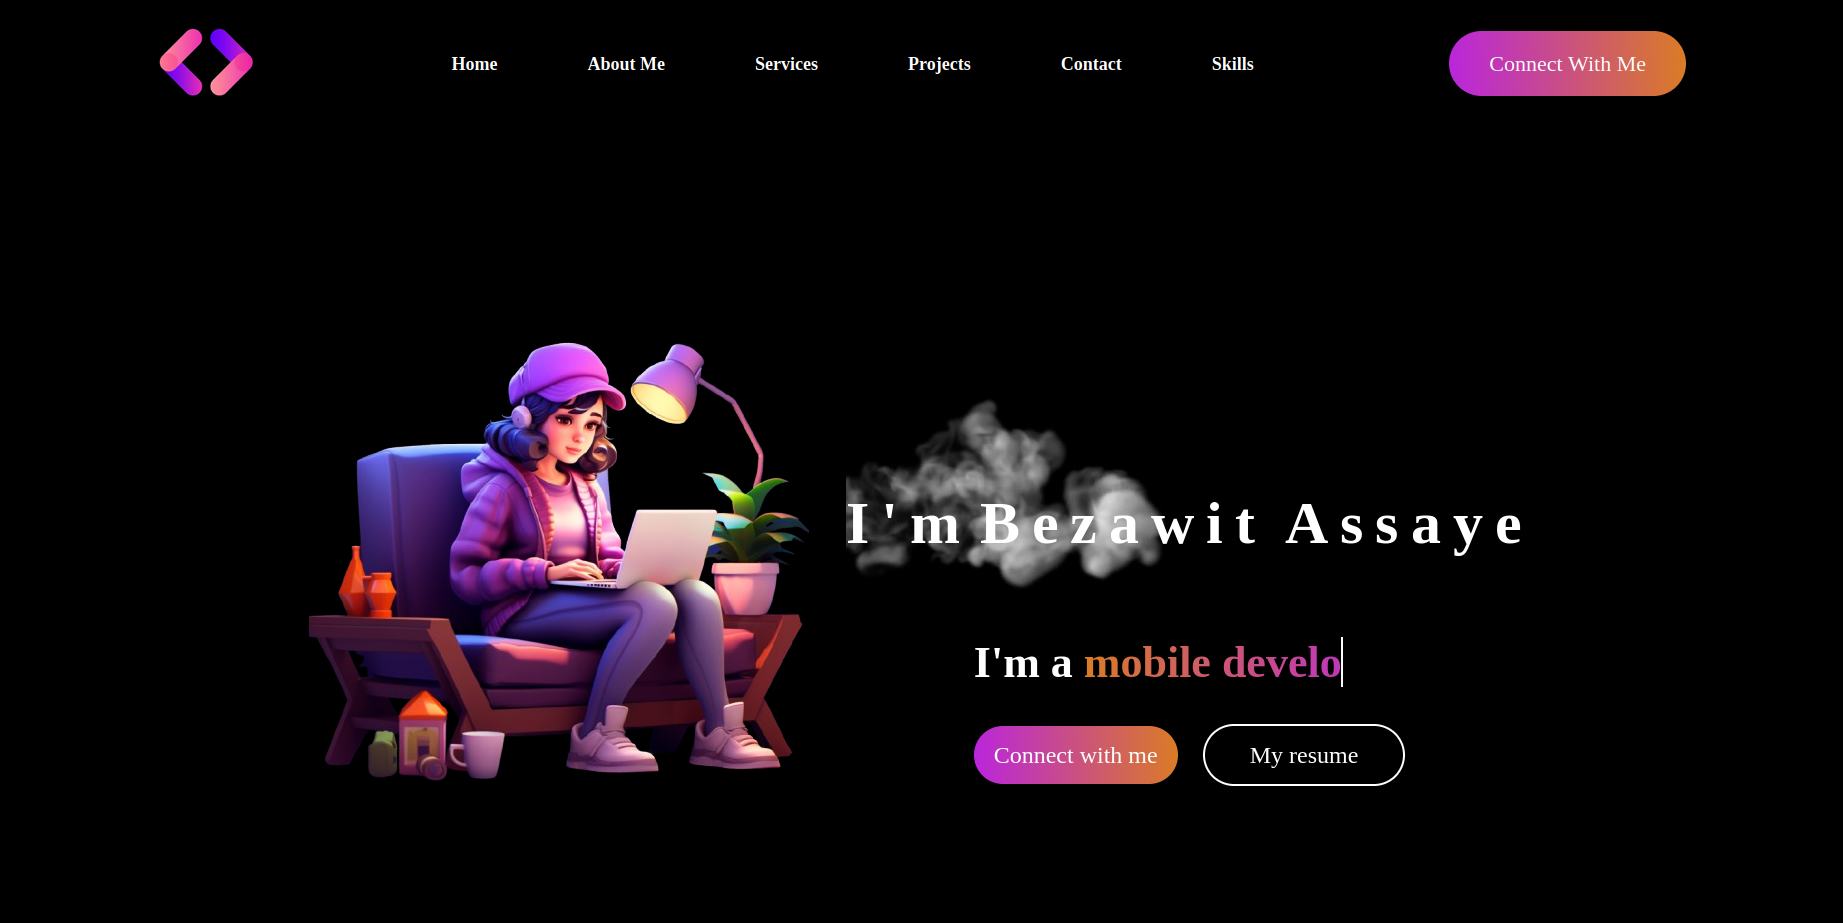 Home About Me Services Projects Contact Skills Connect With Me
I'm Bezawit Assaye
I'm a mobile develo
Connect with me My resume